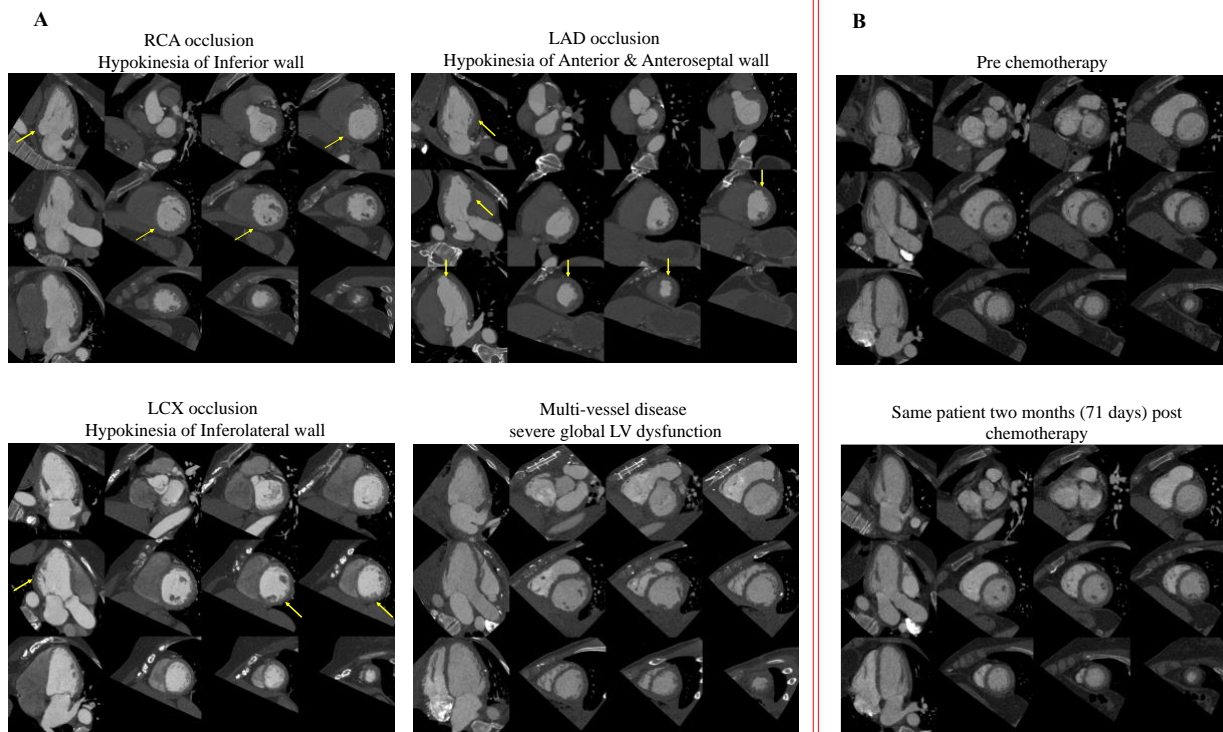 A
B
RCA occlusion
Hypokinesia of Inferior wall
LAD occlusion
Hypokinesia of Anterior & Anteroseptal wall
Pre chemotherapy
LCX occlusion
Hypokinesia of Inferolateral wall
Multi-vessel disease
severe global LV dysfunction
Same patient two months (71 days) post
chemotherapy